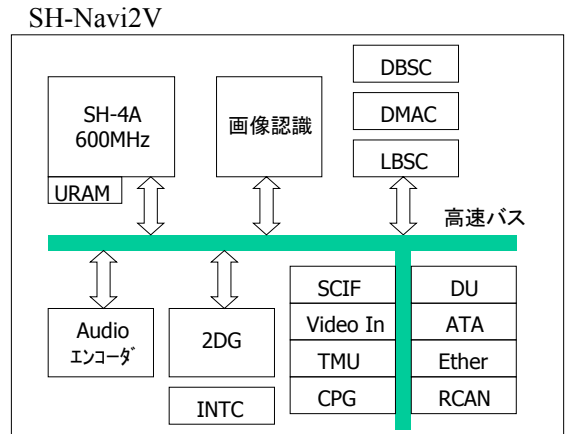 SH-Navi2V
SH-4A
600MHz
URAM
画像認識
DBSC
DMAC
LBSC
高速バス
Audio
エンコーダ
2DG
INTC
SCIF
DU
Video In
ATA
TMU
Ether
CPG
RCAN